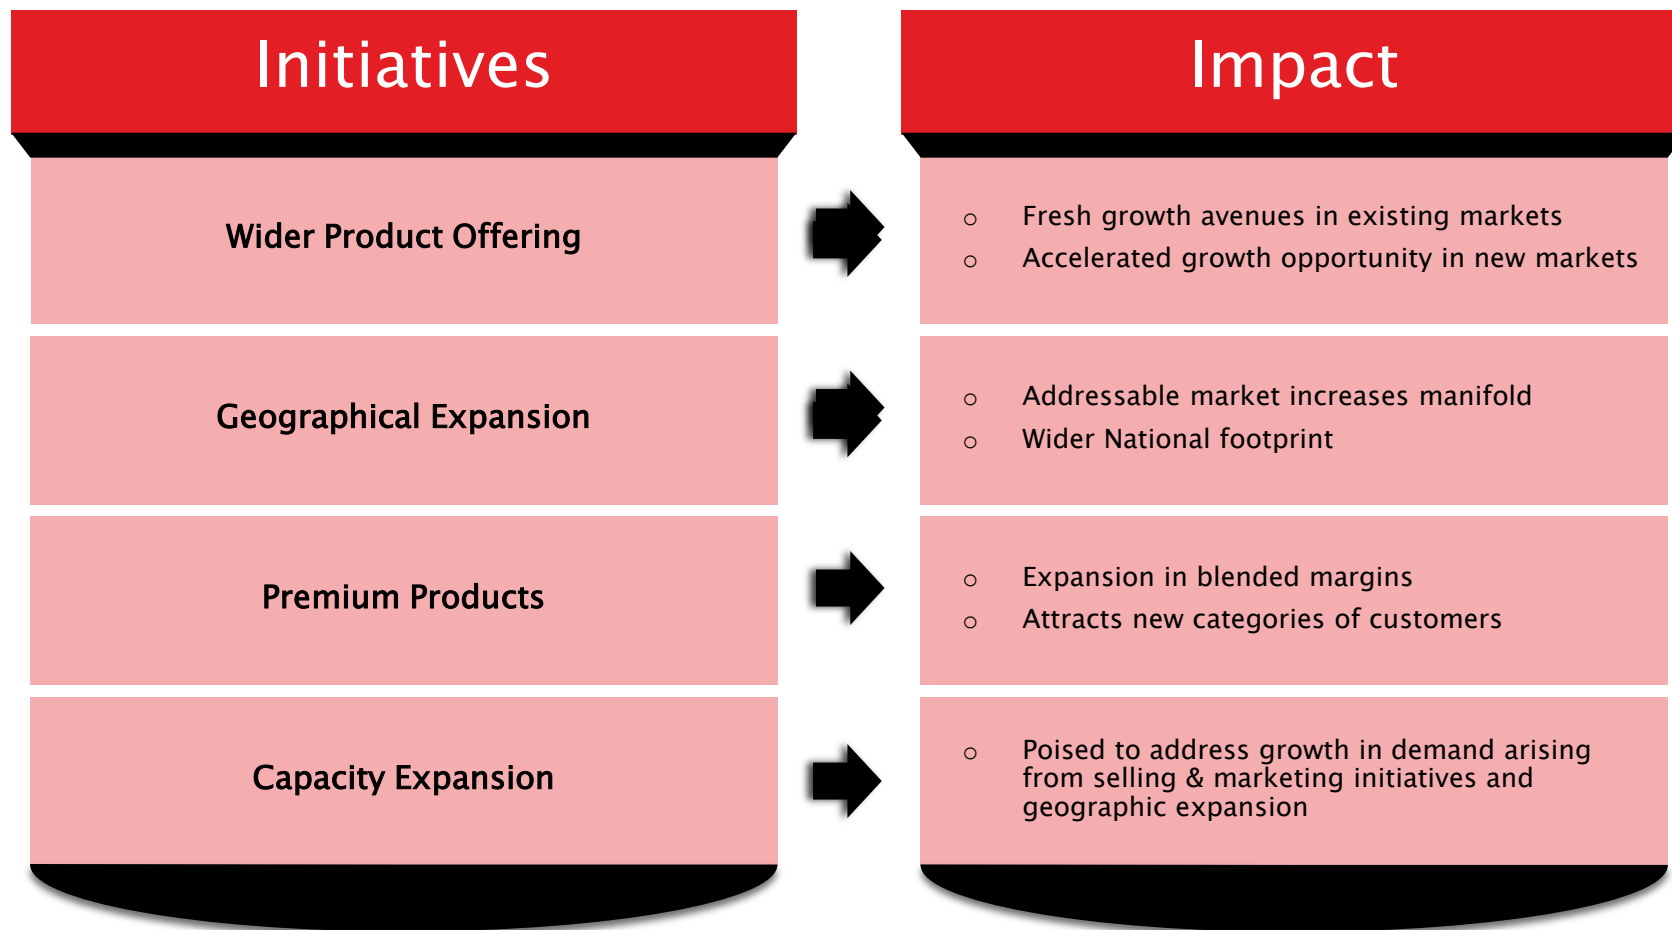 Initiatives
Impact
Wider Product Offering
○ Fresh growth avenues in existing markets
○ Accelerated growth opportunity in new markets
Geographical Expansion
○ Addressable market increases manifold
○ Wider National footprint
Premium Products
○ Expansion in blended margins
○ Attracts new categories of customers
Capacity Expansion
○ Poised to address growth in demand arising
from selling & marketing initiatives and
geographic expansion